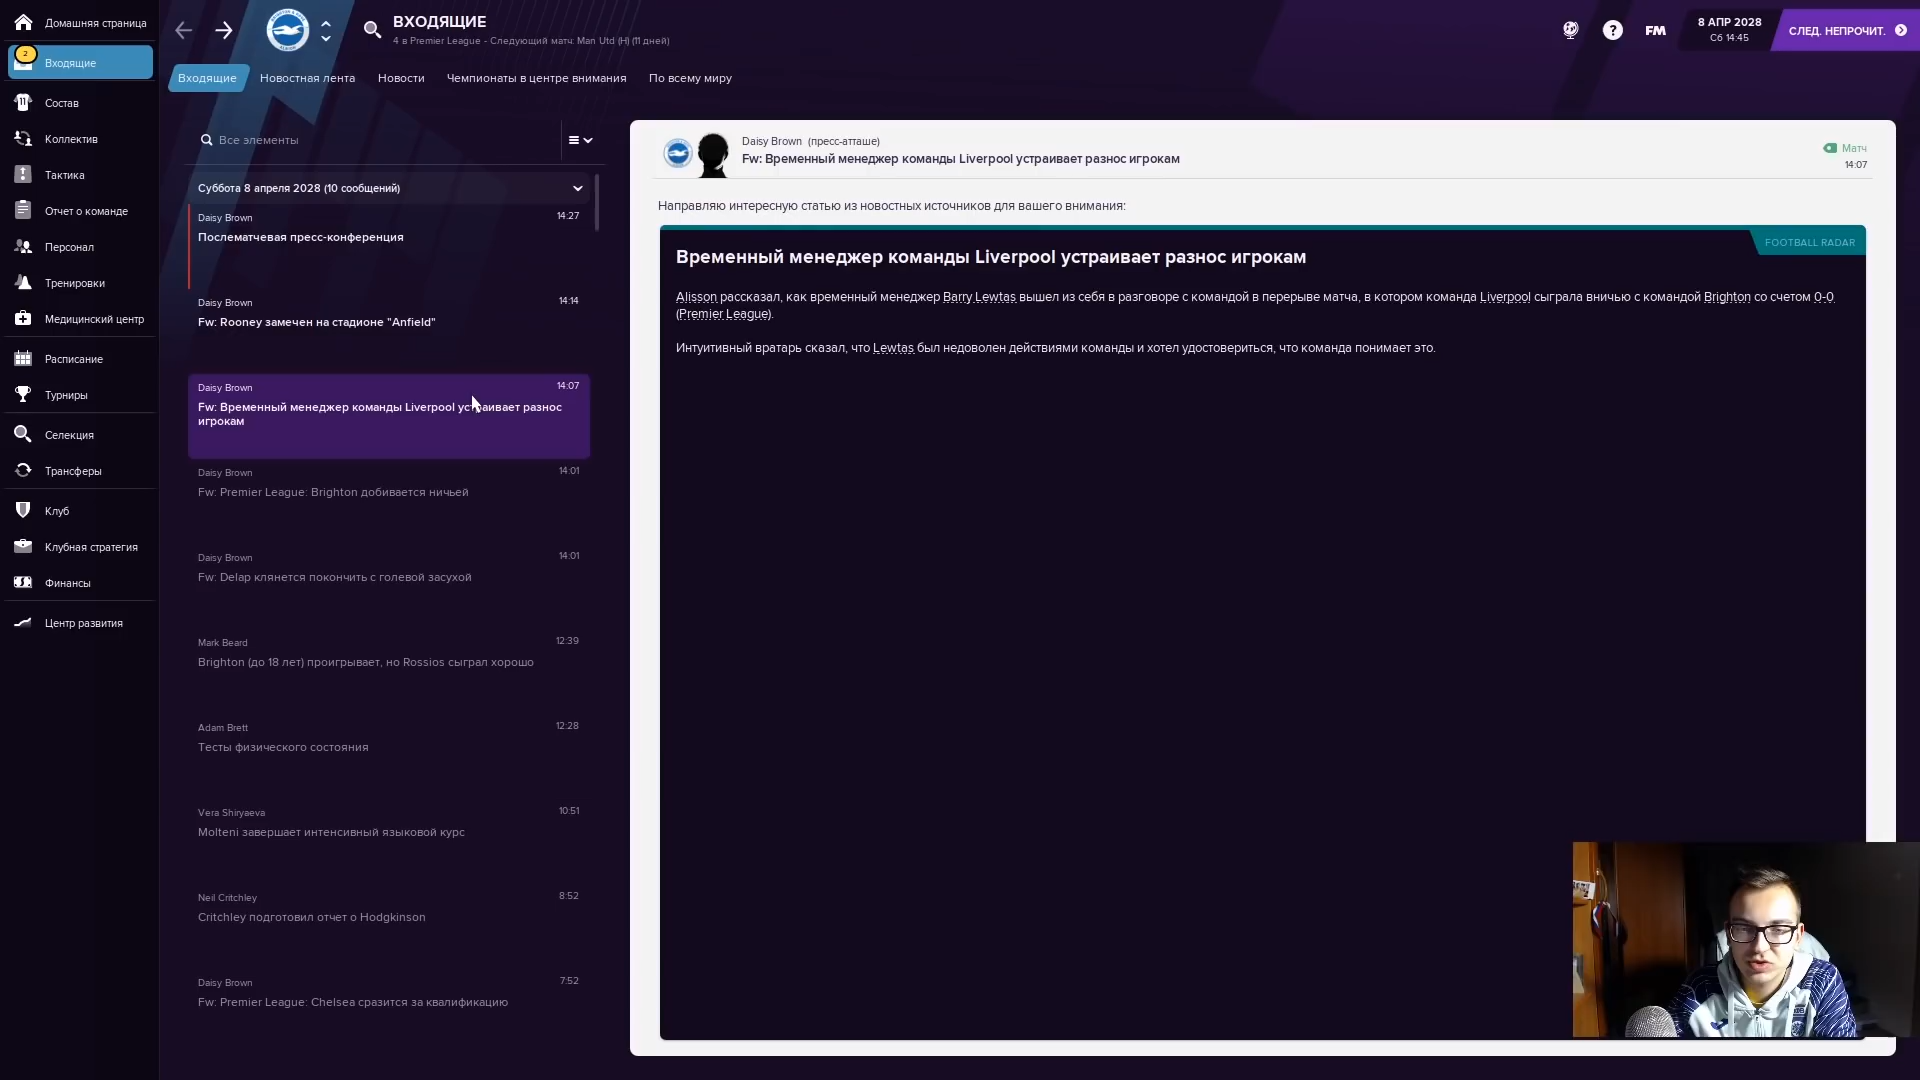 Домашняя страница
2
Входящие
11
Состав
Коллектив
Тактика
Отчет о команде
Персонал
Тренировки
Медицинский центр
Расписание
Турниры
Селекция
Трансферы
Клуб
Клубная стратегия
Финансы
Центр развития
ВХОДЯЩИЕ
4 в Premier League - Следующий матч: Man Utd (H) (11 дней)
?
FM
8 АПР 2028
Сб 14:45
СЛЕД. НЕПРОЧИТ.
Входящие
Новостная лента
Новости
Чемпионаты в центре внимания
По всему миру
Все элементы
Суббота 8 апреля 2028 (10 сообщений)
Daisy Brown 14:27
Послематчевая пресс-конференция
Daisy Brown 14:14
Fw: Rooney замечен на стадионе "Anfield"
Daisy Brown 14:07
Fw: Временный менеджер команды Liverpool устраивает разнос
игрокам
Daisy Brown 14:01
Fw: Premier League: Brighton добивается ничьей
Daisy Brown 14:01
Fw: Delap клянется покончить с голевой засухой
Mark Beard 12:39
Brighton (до 18 лет) проигрывает, но Rossios сыграл хорошо
Adam Brett 12:28
Тесты физического состояния
Vera Shiryaeva 10:51
Molteni завершает интенсивный языковой курс
Neil Critchley 8:52
Critchley подготовил отчет о Hodgkinson
Daisy Brown 7:52
Fw: Premier League: Chelsea сразится за квалификацию
Daisy Brown (пресс-атташе)
Fw: Временный менеджер команды Liverpool устраивает разнос игрокам
Матч
14:07
Направляю интересную статью из новостных источников для вашего внимания:
FOOTBALL RADAR
Временный менеджер команды Liverpool устраивает разнос игрокам
Alisson рассказал, как временный менеджер Barry Lewtas вышел из себя в разговоре с командой в перерыве матча, в котором команда Liverpool сыграла вничью с командой Brighton со счетом 0-0
(Premier League).
Интуитивный вратарь сказал, что Lewtas был недоволен действиями команды и хотел удостовериться, что команда понимает это.